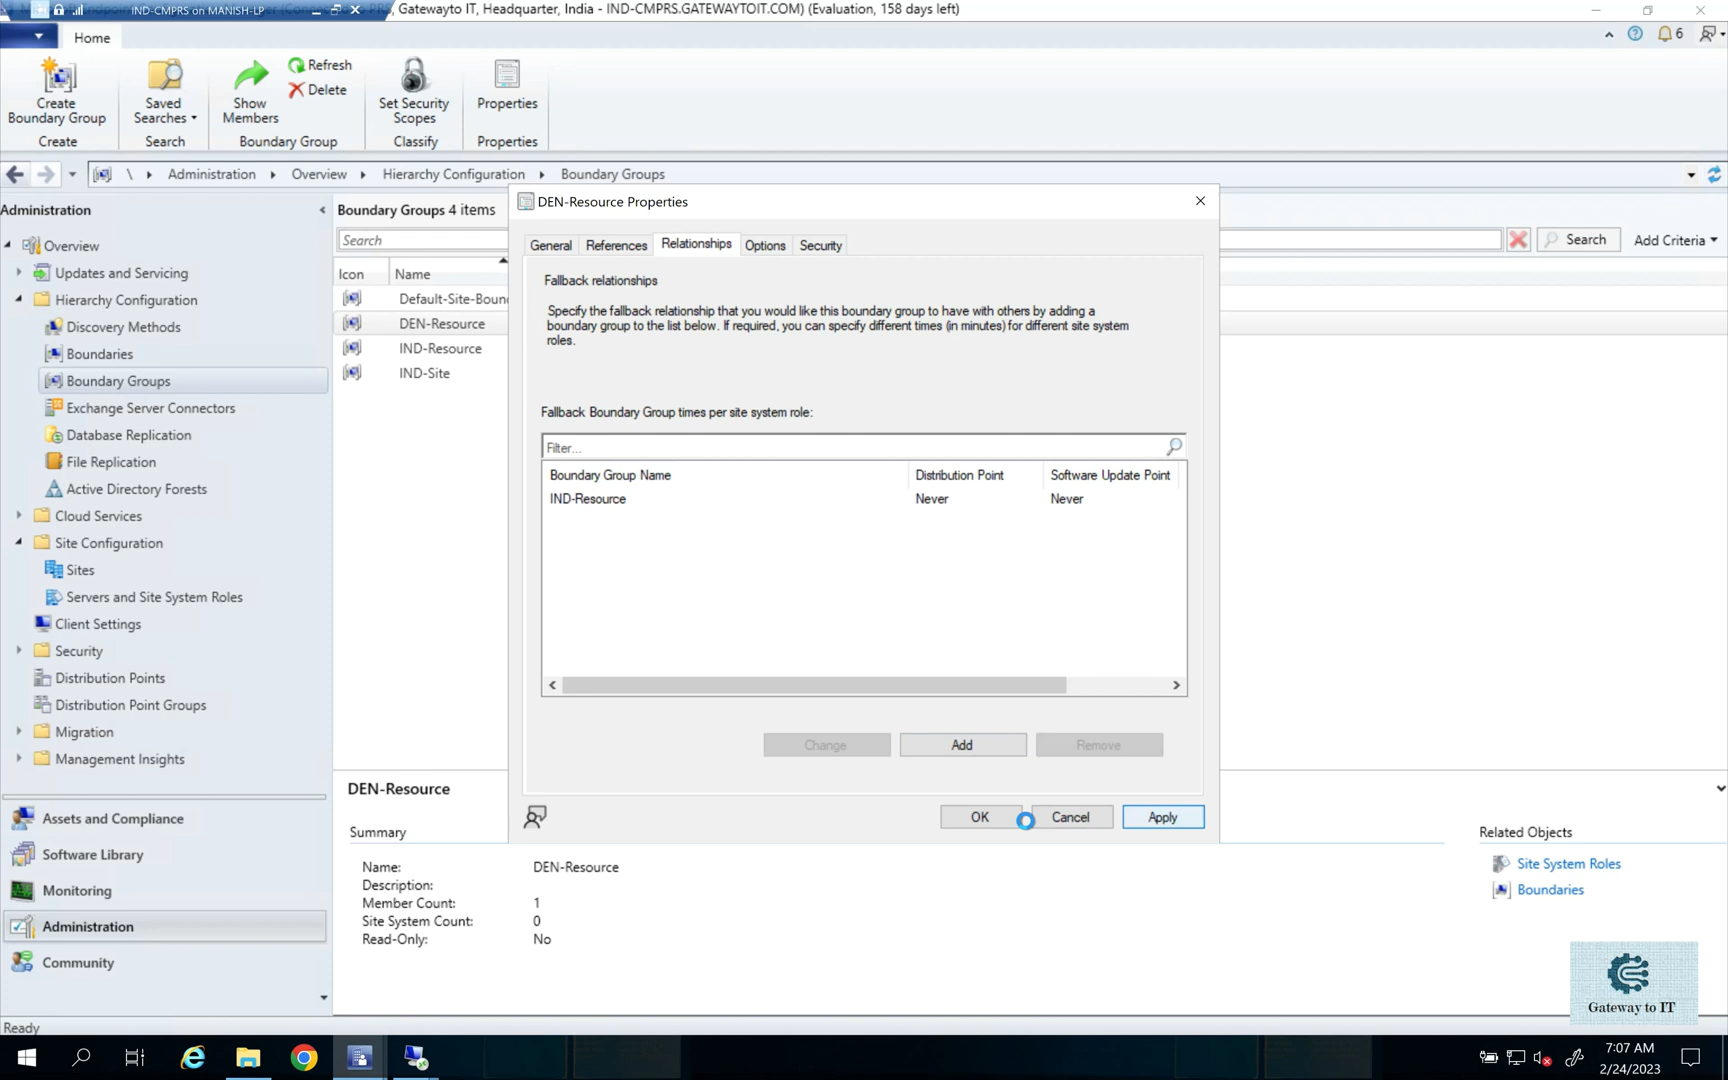 IND-CMPRS on MANISH-LP
, Gatewayto IT, Headquarter, India - IND-CMPRS.GATEWAYTOIT.COM) (Evaluation, 158 days left)
Home
6
Create
Boundary Group
Saved
Searches
Show
Members
Refresh
Delete
Set Security
Scopes
Properties
Create
Search
Boundary Group
Classify
Properties
\ Administration Overview Hierarchy Configuration Boundary Groups
Administration
Overview
Updates and Servicing
Hierarchy Configuration
Discovery Methods
Boundaries
Boundary Groups
Exchange Server Connectors
Database Replication
File Replication
Active Directory Forests
Cloud Services
Site Configuration
Sites
Servers and Site System Roles
Client Settings
Security
Distribution Points
Distribution Point Groups
Migration
Management Insights
Assets and Compliance
Software Library
Monitoring
Administration
Community
Boundary Groups 4 items
Search
Search
Add Criteria
Icon Name
Default-Site-Boun
DEN-Resource
IND-Resource
IND-Site
DEN-Resource Properties
General References Relationships Options Security
Fallback relationships
Specify the fallback relationship that you would like this boundary group to have with others by adding a
boundary group to the list below. If required, you can specify different times (in minutes) for different site system
roles.
Fallback Boundary Group times per site system role:
Filter...
Boundary Group Name Distribution Point Software Update Point
IND-Resource Never Never
Change Add Remove
OK Cancel Apply
DEN-Resource
Summary
Name: DEN-Resource
Description:
Member Count: 1
Site System Count: 0
Read-Only: No
Related Objects
Site System Roles
Boundaries
Gateway to IT
Ready
7:07 AM
2/24/2023